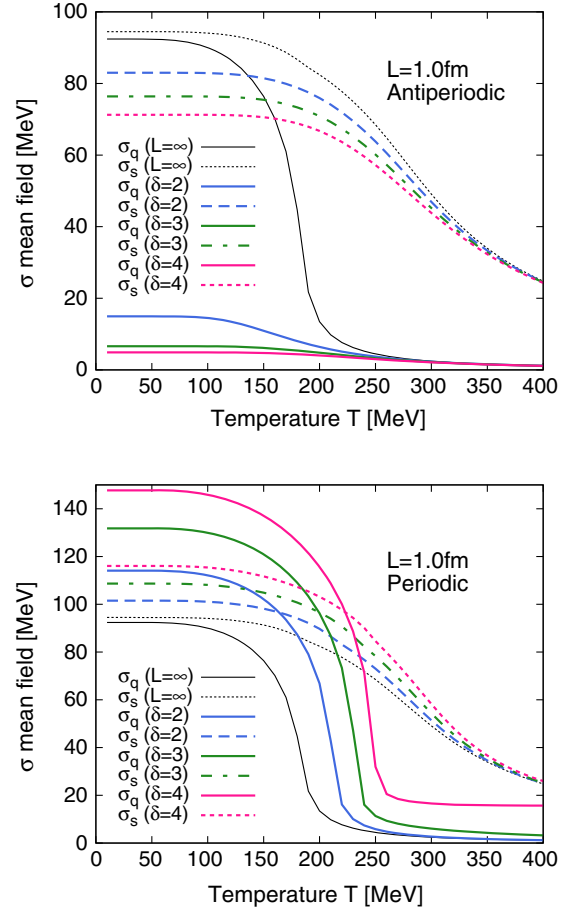 100
80
60
40
20
0
σ mean field [MeV]
L=1.0fm
Antiperiodic
σq (L=∞)
σs (L=∞)
σq (δ=2)
σs (δ=2)
σq (δ=3)
σs (δ=3)
σq (δ=4)
σs (δ=4)
0 50 100 150 200 250 300 350 400
Temperature T [MeV]
140
120
100
80
60
40
20
0
σ mean field [MeV]
L=1.0fm
Periodic
σq (L=∞)
σs (L=∞)
σq (δ=2)
σs (δ=2)
σq (δ=3)
σs (δ=3)
σq (δ=4)
σs (δ=4)
0 50 100 150 200 250 300 350 400
Temperature T [MeV]